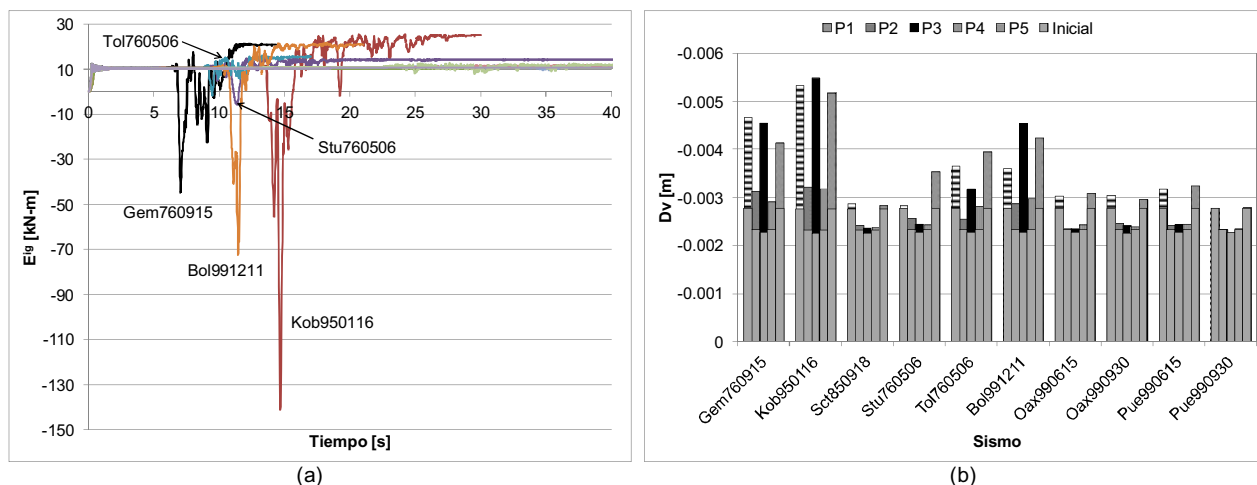 30
10
-10
-30
-50
-70
-90
-110
-130
-150
0 5 10 15 20 25 30 35 40
Tol760506
Stu760506
Gem760915
Bol991211
Kob950116
E^ig [kN-m]
Tiempo [s]
(a)
P1 P2 P3 P4 P5 Inicial
-0.006
-0.005
-0.004
-0.003
-0.002
-0.001
0
Dv [m]
Gem760915
Kob950116
Sct850918
Stu760506
Tol760506
Bol991211
Oax990615
Oax990930
Pue990615
Pue990930
Sismo
(b)